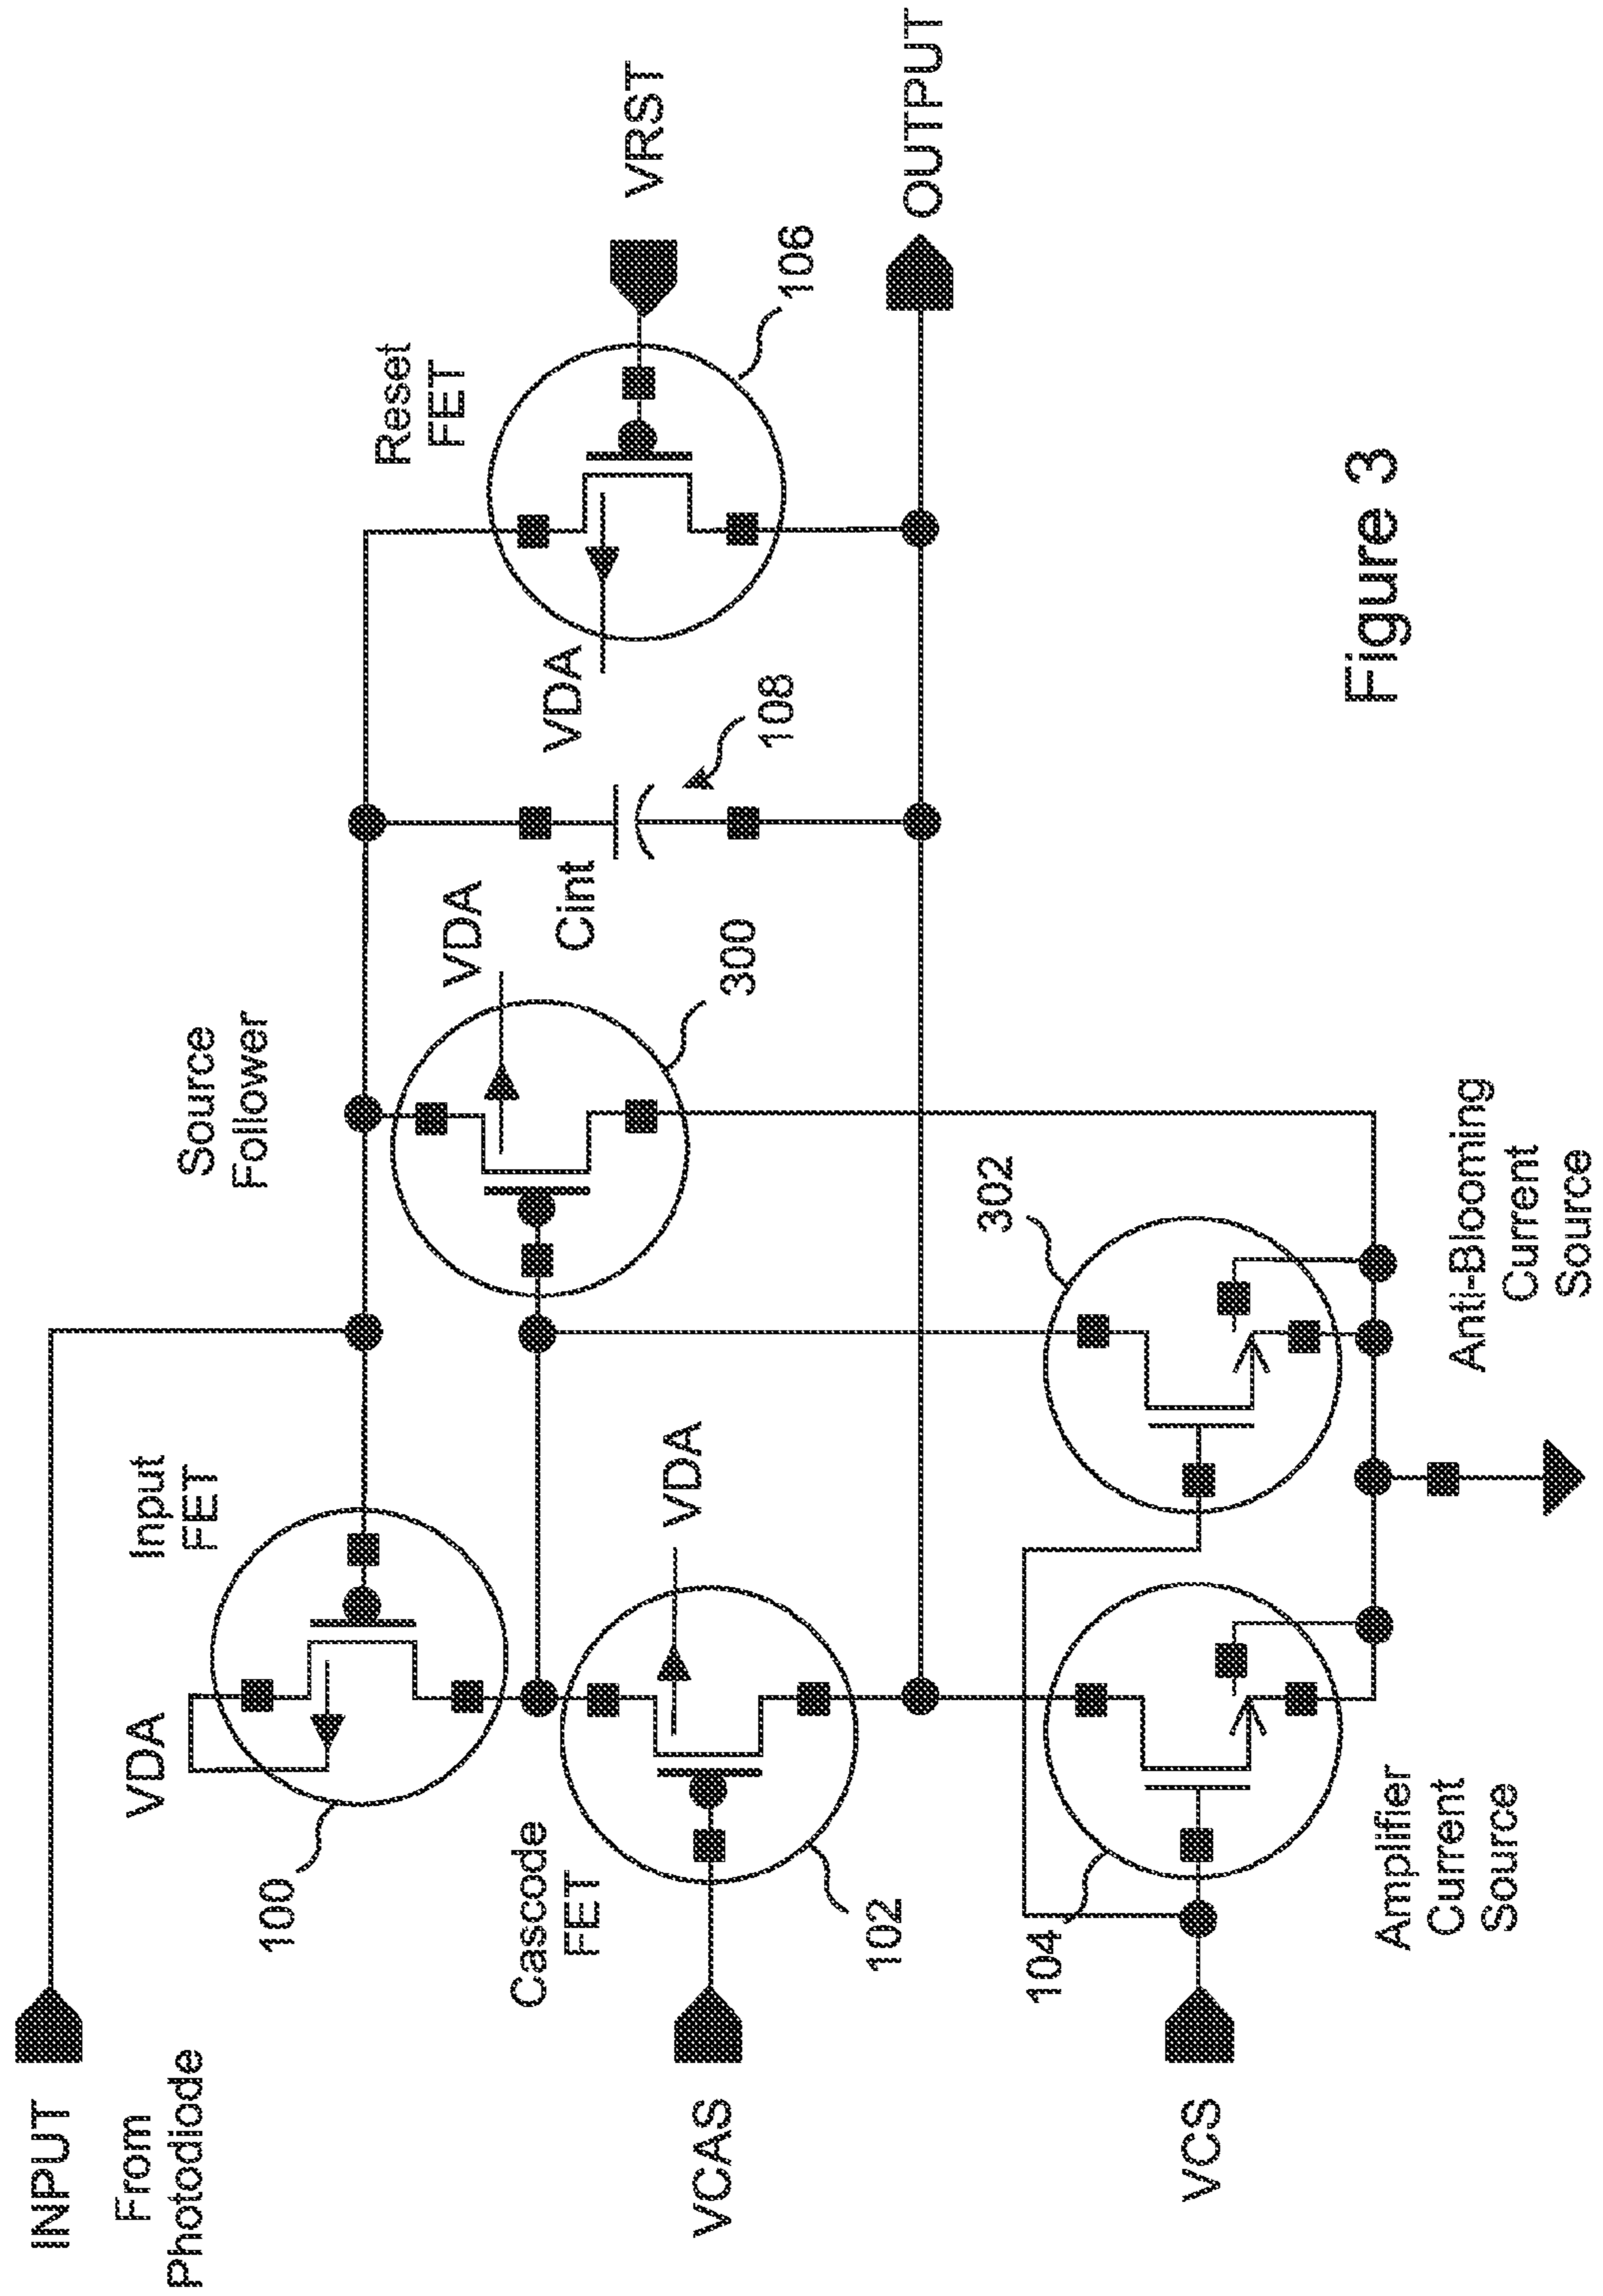 INPUT
From
Photodiode
VDA
100
Input
FET
Source
Follower
VDA
300
Reset
FET
VDA
Cint
108
VRST
106
Cascode
FET
VDA
VCAS
102
OUTPUT
302
104
VCS
Amplifier
Current
Source
Anti-Blooming
Current
Source
Figure 3